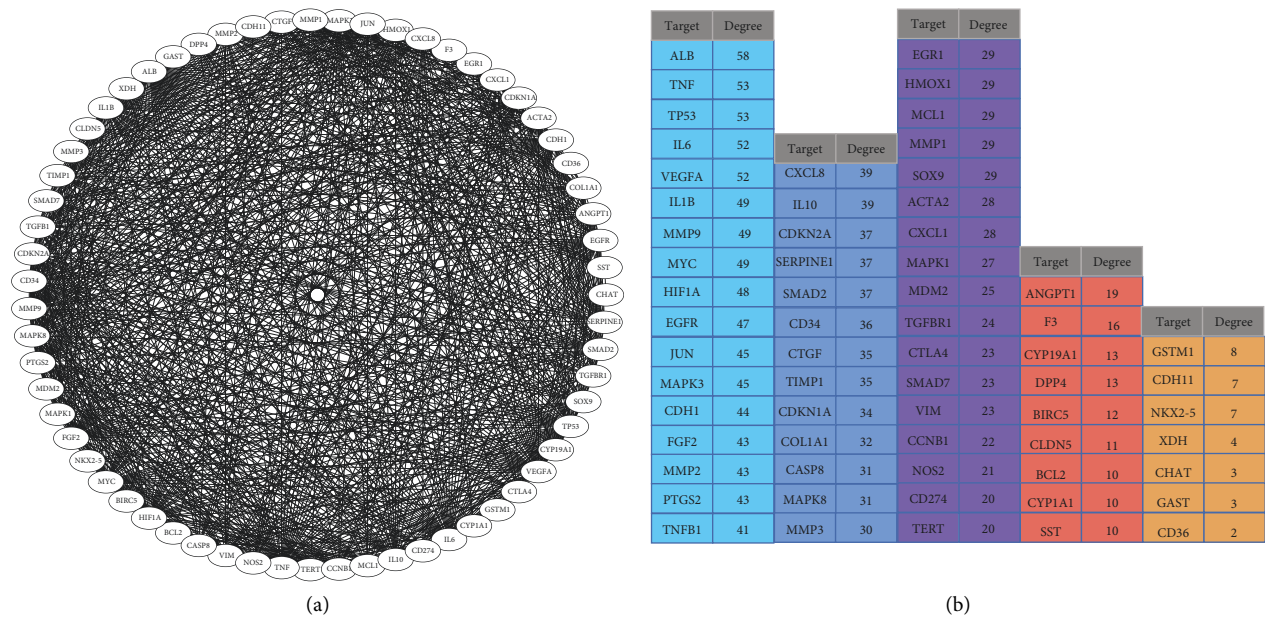 MMP1
MAPK3
JUN
HMOX1
CXCL8
F3
EGR1
CXCL1
CDKN1A
ACTA2
CDH1
CD36
COL1A1
ANGPT1
EGFR
SST
CHAT
SERPINE1
SMAD2
TGFBR1
SOX9
TP53
CYP19A1
VEGFA
CTLA4
GSTM1
CYP1A1
IL6
CD274
IL10
MCL1
CCNB1
TERT
TNF
NOS2
VIM
CASP8
BCL2
HIF1A
BIRC5
MYC
NKX2-5
FGF2
MAPK1
MDM2
PTGS2
MAPK8
MMP9
CD34
CDKN2A
TGFB1
SMAD7
TIMP1
MMP3
CLDN5
IL1B
XDH
ALB
GAST
DPP4
MMP2
CDH11
CTGF
(a)
Target Degree
ALB 58
TNF 53
TP53 53
IL6 52
VEGFA 52
IL1B 49
MMP9 49
MYC 49
HIF1A 48
EGFR 47
JUN 45
MAPK3 45
CDH1 44
FGF2 43
MMP2 43
PTGS2 43
TNFB1 41
Target Degree
CXCL8 39
IL10 39
CDKN2A 37
SERPINE1 37
SMAD2 37
CD34 36
CTGF 35
TIMP1 35
CDKN1A 34
COL1A1 32
CASP8 31
MAPK8 31
MMP3 30
Target Degree
EGR1 29
HMOX1 29
MCL1 29
MMP1 29
SOX9 29
ACTA2 28
CXCL1 28
MAPK1 27
MDM2 25
TGFBR1 24
CTLA4 23
SMAD7 23
VIM 23
CCNB1 22
NOS2 21
CD274 20
TERT 20
Target Degree
ANGPT1 19
F3 16
CYP19A1 13
DPP4 13
BIRC5 12
CLDN5 11
BCL2 10
CYP1A1 10
SST 10
Target Degree
GSTM1 8
CDH11 7
NKX2-5 7
XDH 4
CHAT 3
GAST 3
CD36 2
(b)